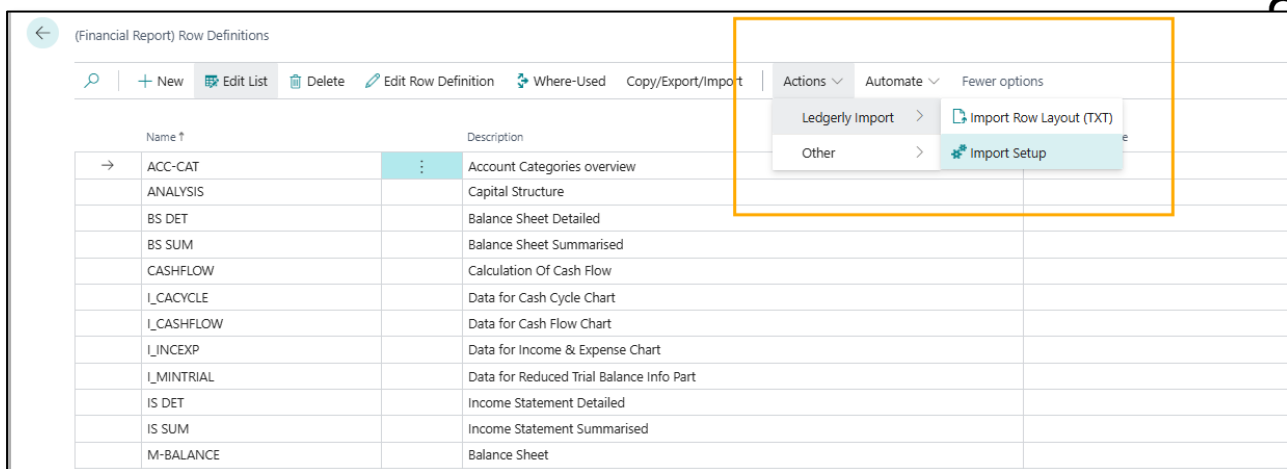 (Financial Report) Row Definitions
New Edit List Delete Edit Row Definition Where-Used Copy/Export/Import Actions Automate Fewer options
Ledgerly Import Import Row Layout (TXT)
Other Import Setup
Name Description
ACC-CAT Account Categories overview
ANALYSIS Capital Structure
BS DET Balance Sheet Detailed
BS SUM Balance Sheet Summarised
CASHFLOW Calculation Of Cash Flow
I_CACYCLE Data for Cash Cycle Chart
I_CASHFLOW Data for Cash Flow Chart
I_INCEXP Data for Income & Expense Chart
I_MINTRIAL Data for Reduced Trial Balance Info Part
IS DET Income Statement Detailed
IS SUM Income Statement Summarised
M-BALANCE Balance Sheet